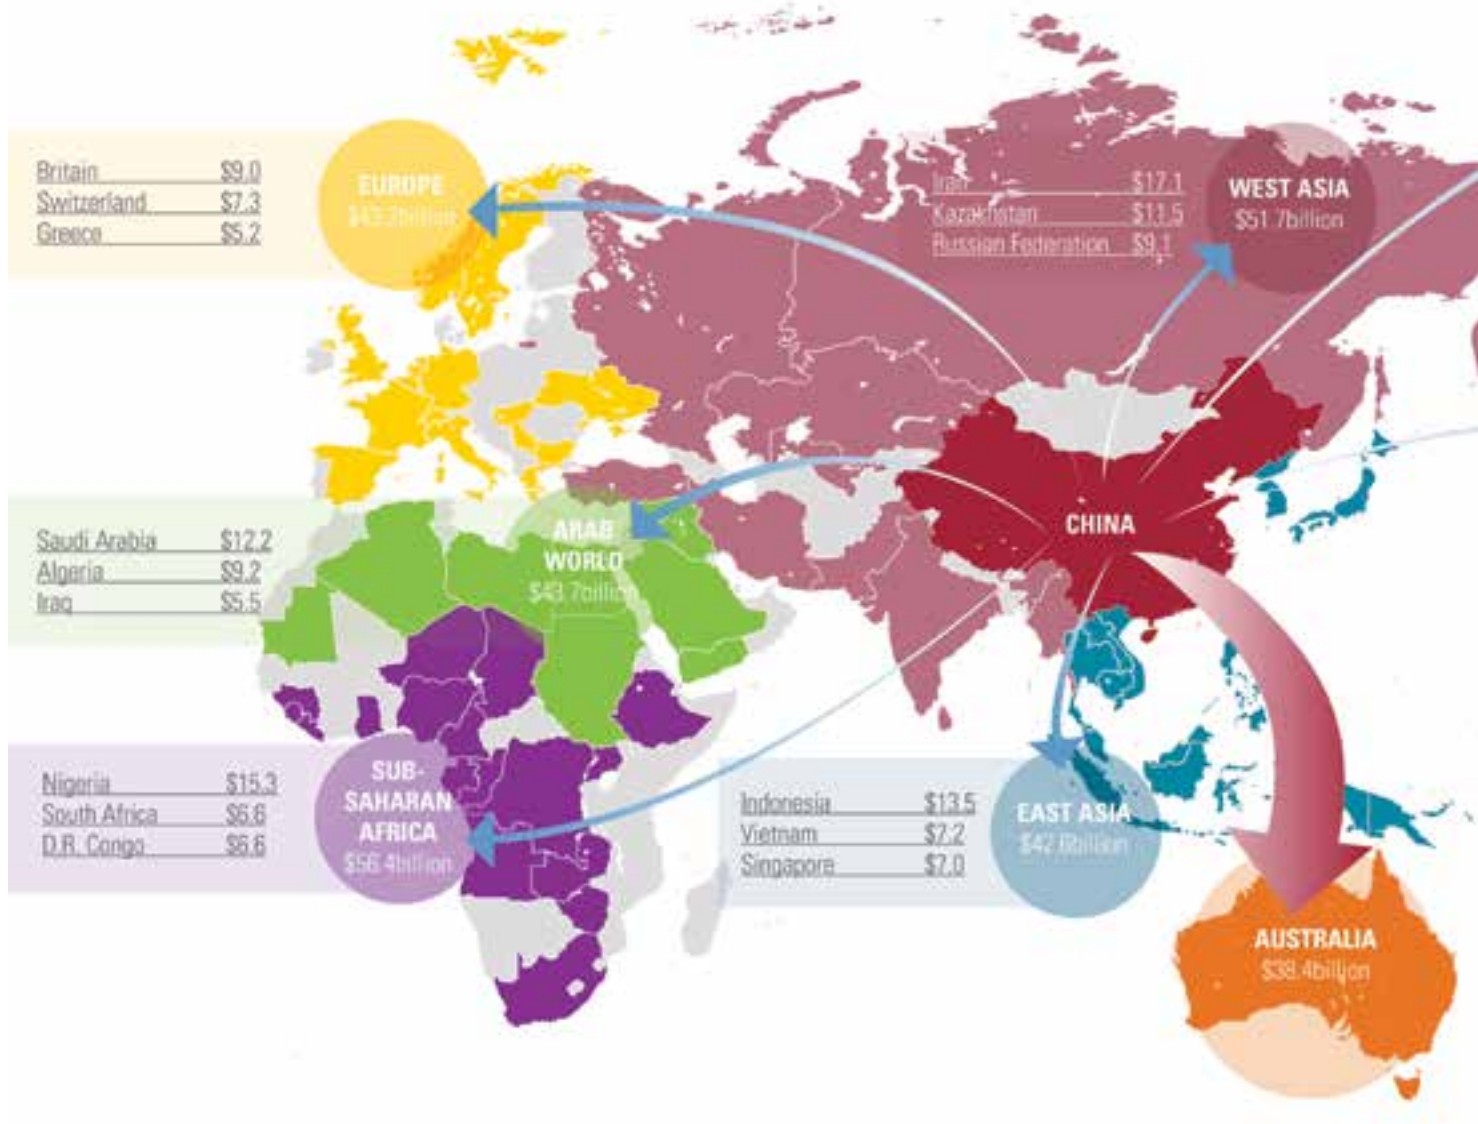 Britain $9.0
Switzerland $7.3
Greece $5.2
EUROPE
Iran $17.1
Kazakhstan $11.5
Russian Federation $9.1
WEST ASIA
$51.7billion
CHINA
Saudi Arabia $12.2
Algeria $9.2
Iraq $5.5
ARAB
WORLD
$43.7billion
Nigeria $15.3
South Africa $6.6
D.R. Congo $6.6
SUB-
SAHARAN
AFRICA
$56.4billion
Indonesia $13.5
Vietnam $7.2
Singapore $7.0
EAST ASIA
$42.6billion
AUSTRALIA
$38.4billion